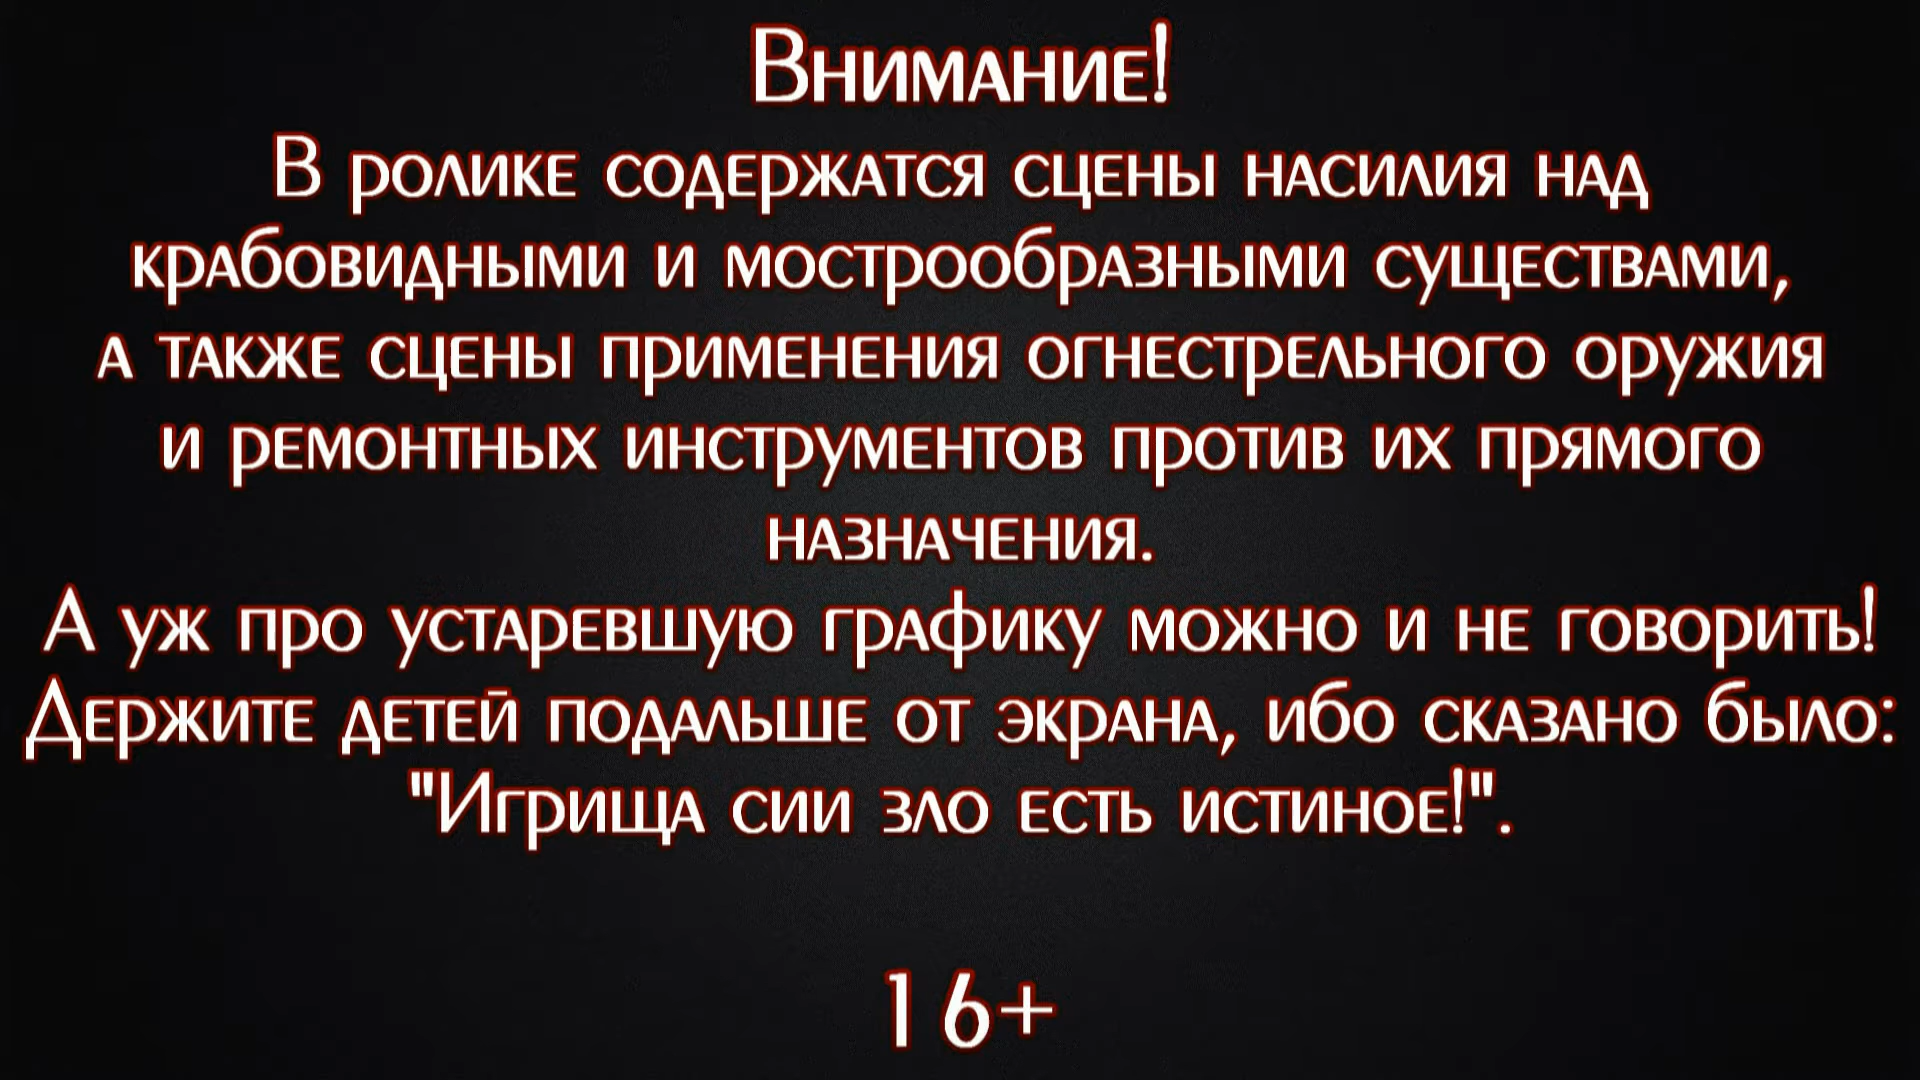 Внимание!
В ролике содержатся сцены насилия над
крабовидными и мострообразными существами,
а также сцены применения огнестрельного оружия
и ремонтных инструментов против их прямого
назначения.
А уж про устаревшую графику можно и не говорить!
Держите детей подальше от экрана, ибо сказано было:
"Игрища сии зло есть истиное!".
16+